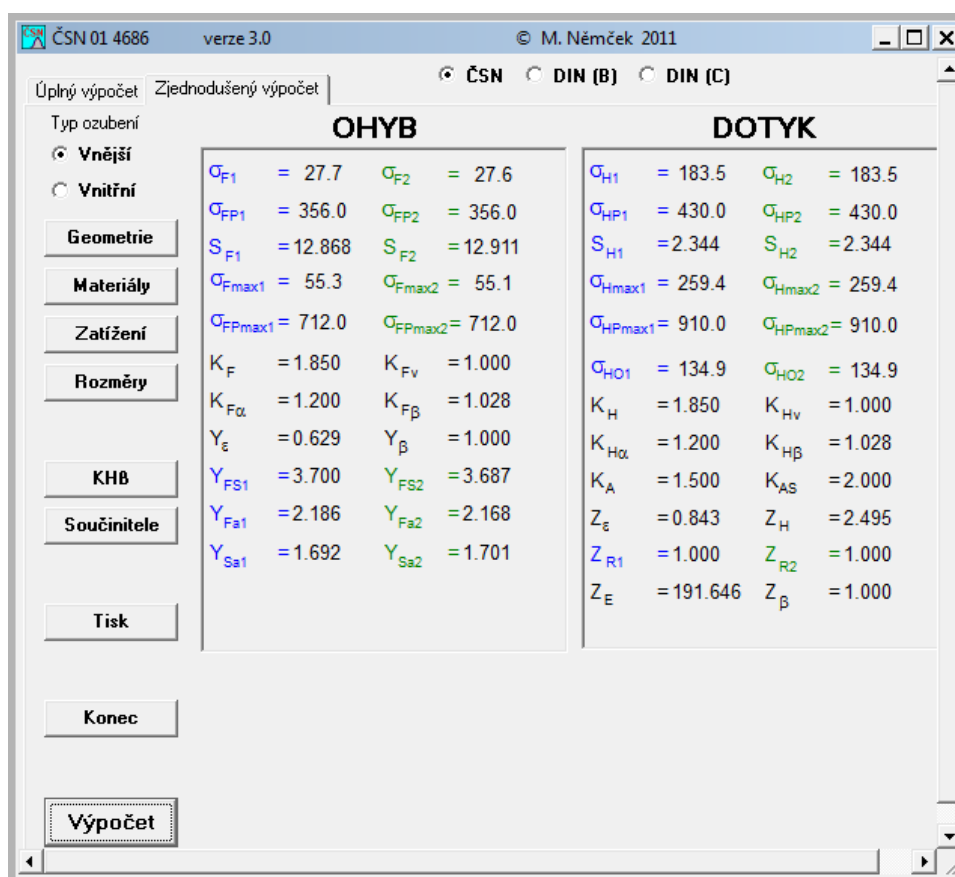 ČSN
ČSN 01 4686 verze 3.0 © M. Němček 2011
ČSN DIN (B) DIN (C)
Úplný výpočet Zjednodušený výpočet
Typ ozubení
Vnější
Vnitřní
Geometrie
Materiály
Zatížení
Rozměry
KHß
Součinitele
Tisk
Konec
Výpočet
OHYB
σF1 = 27.7 σF2 = 27.6
σFP1 = 356.0 σFP2 = 356.0
SF1 =12.868 SF2 =12.911
σFmax1 = 55.3 σFmax2 = 55.1
σFPmax1 = 712.0 σFPmax2 = 712.0
KF =1.850 KFv =1.000
KFα =1.200 KFβ =1.028
Yε =0.629 Yβ =1.000
YFS1 =3.700 YFS2 =3.687
YFa1 =2.186 YFa2 =2.168
YSa1 =1.692 YSa2 =1.701
DOTYK
σH1 = 183.5 σH2 = 183.5
σHP1 = 430.0 σHP2 = 430.0
SH1 =2.344 SH2 =2.344
σHmax1 = 259.4 σHmax2 = 259.4
σHPmax1 = 910.0 σHPmax2 = 910.0
σHO1 = 134.9 σHO2 = 134.9
KH =1.850 KHv =1.000
KHα =1.200 KHβ =1.028
KA =1.500 KAS =2.000
Zε =0.843 ZH =2.495
ZR1 =1.000 ZR2 =1.000
ZE =191.646 Zβ =1.000